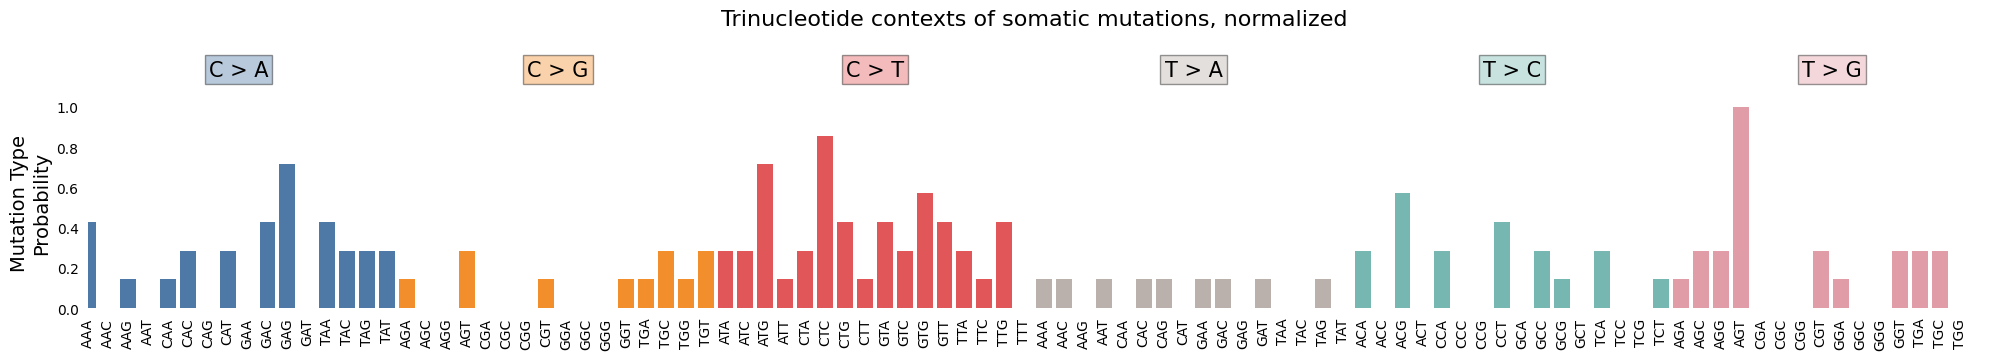 Trinucleotide contexts of somatic mutations, normalized
C > A
C > G
C > T
T > A
T > C
T > G
Mutation Type
Probability
1.0
0.8
0.6
0.4
0.2
0.0
AAA
AAC
AAG
AAT
CAA
CAC
CAG
CAT
GAA
GAC
GAG
GAT
TAA
TAC
TAG
TAT
AGA
AGC
AGG
AGT
CGA
CGC
CGG
CGT
GGA
GGC
GGG
GGT
TGA
TGC
TGG
TGT
ATA
ATC
ATG
ATT
CTA
CTC
CTG
CTT
GTA
GTC
GTG
GTT
TTA
TTC
TTG
TTT
AAA
AAC
AAG
AAT
CAA
CAC
CAG
CAT
GAA
GAC
GAG
GAT
TAA
TAC
TAG
TAT
ACA
ACC
ACG
ACT
CCA
CCC
CCG
CCT
GCA
GCC
GCG
GCT
TCA
TCC
TCG
TCT
AGA
AGC
AGG
AGT
CGA
CGC
CGG
CGT
GGA
GGC
GGG
GGT
TGA
TGC
TGG